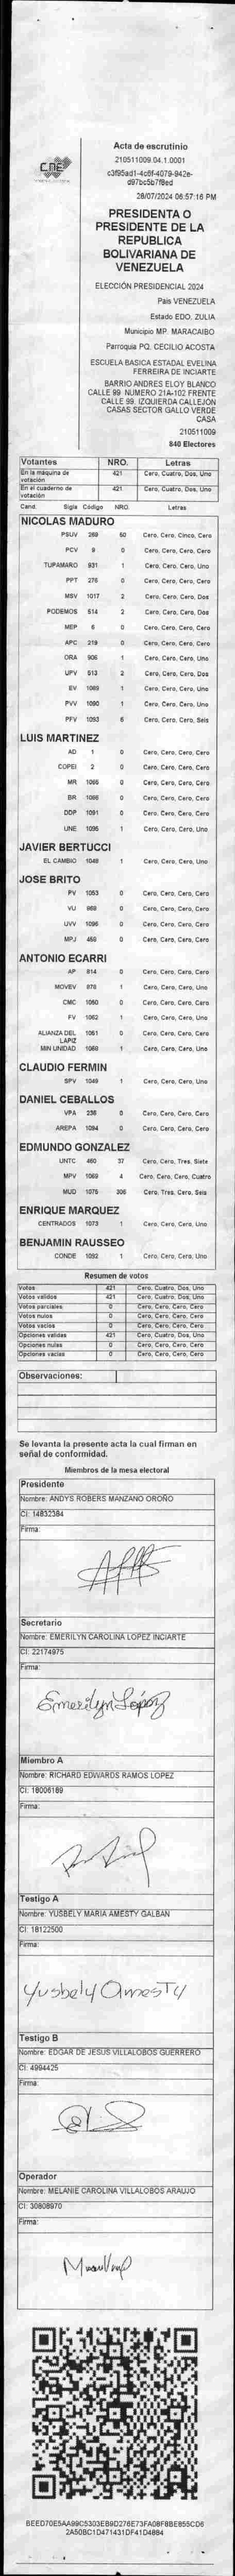 CNE
Acta de escrutinio
210511009.04.1.0001
c3f95ad1-4c6f-4079-942e-
d97bc5b7f8ed
28/07/2024 06:57:16 PM
PRESIDENTA O
PRESIDENTE DE LA
REPUBLICA
BOLIVARIANA DE
VENEZUELA
ELECCIÓN PRESIDENCIAL 2024
Pais VENEZUELA
Estado EDO. ZULIA
Municipio MP. MARACAIBO
Parroquia PQ. CECILIO ACOSTA
ESCUELA BASICA ESTADAL EVELINA
FERREIRA DE INCIARTE
BARRIO ANDRES ELOY BLANCO
CALLE 99 NUMERO 21A-102 FRENTE
CALLE 99. IZQUIERDA CALLEJON
CASAS SECTOR GALLO VERDE
CASA
210511009
840 Electores
Votantes NRO. Letras
En la máquina de votación 421 Cero, Cuatro, Dos, Uno
En el cuaderno de votación 421 Cero, Cuatro, Dos, Uno
Cand. Sigla Código NRO. Letras
NICOLAS MADURO
PSUV 269 50 Cero, Cero, Cinco, Cero
PCV 9 0 Cero, Cero, Cero, Cero
TUPAMARO 931 1 Cero, Cero, Cero, Uno
PPT 276 0 Cero, Cero, Cero, Cero
MSV 1017 2 Cero, Cero, Cero, Dos
PODEMOS 514 2 Cero, Cero, Cero, Dos
MEP 6 0 Cero, Cero, Cero, Cero
APC 219 0 Cero, Cero, Cero, Cero
ORA 906 1 Cero, Cero, Cero, Uno
UPV 513 2 Cero, Cero, Cero, Dos
EV 1089 1 Cero, Cero, Cero, Uno
PVV 1090 1 Cero, Cero, Cero, Uno
PFV 1093 6 Cero, Cero, Cero, Seis
LUIS MARTINEZ
AD 1 0 Cero, Cero, Cero, Cero
COPEI 2 0 Cero, Cero, Cero, Cero
MR 1065 0 Cero, Cero, Cero, Cero
BR 1066 0 Cero, Cero, Cero, Cero
DDP 1091 0 Cero, Cero, Cero, Cero
UNE 1095 1 Cero, Cero, Cero, Uno
JAVIER BERTUCCI
EL CAMBIO 1048 1 Cero, Cero, Cero, Uno
JOSE BRITO
PV 1053 0 Cero, Cero, Cero, Cero
VU 969 0 Cero, Cero, Cero, Cero
UVV 1096 0 Cero, Cero, Cero, Cero
MPJ 455 0 Cero, Cero, Cero, Cero
ANTONIO ECARRI
AP 814 0 Cero, Cero, Cero, Cero
MOVEV 979 1 Cero, Cero, Cero, Uno
CMC 1050 0 Cero, Cero, Cero, Cero
FV 1062 1 Cero, Cero, Cero, Uno
ALIANZA DEL LAPIZ 1051 0 Cero, Cero, Cero, Cero
MIN UNIDAD 1069 1 Cero, Cero, Cero, Uno
CLAUDIO FERMIN
SPV 1049 1 Cero, Cero, Cero, Uno
DANIEL CEBALLOS
VPA 238 0 Cero, Cero, Cero, Cero
AREPA 1094 0 Cero, Cero, Cero, Cero
EDMUNDO GONZALEZ
UNTC 460 37 Cero, Cero, Tres, Siete
MPV 1069 4 Cero, Cero, Cero, Cuatro
MUD 1075 306 Cero, Tres, Cero, Seis
ENRIQUE MARQUEZ
CENTRADOS 1073 1 Cero, Cero, Cero, Uno
BENJAMIN RAUSSEO
CONDE 1092 1 Cero, Cero, Cero, Uno
Resumen de votos
Votos 421 Cero, Cuatro, Dos, Uno
Votos validos 421 Cero, Cuatro, Dos, Uno
Votos parciales 0 Cero, Cero, Cero, Cero
Votos nulos 0 Cero, Cero, Cero, Cero
Votos vacios 0 Cero, Cero, Cero, Cero
Opciones validas 421 Cero, Cuatro, Dos, Uno
Opciones nulas 0 Cero, Cero, Cero, Cero
Opciones vacias 0 Cero, Cero, Cero, Cero
Observaciones:
Se levanta la presente acta la cual firman en
señal de conformidad.
Miembros de la mesa electoral
Presidente
Nombre: ANDYS ROBERS MANZANO OROÑO
CI: 14832384
Firma:
Secretario
Nombre: EMERILYN CAROLINA LOPEZ INCIARTE
CI: 22174975
Firma:
Emerilyn López
Miembro A
Nombre: RICHARD EDWARDS RAMOS LOPEZ
CI: 18006189
Firma:
Testigo A
Nombre: YUSBELY MARIA AMESTY GALBAN
CI: 18122500
Firma:
Yusbely Amesty
Testigo B
Nombre: EDGAR DE JESUS VILLALOBOS GUERRERO
CI: 4994425
Firma:
Operador
Nombre: MELANIE CAROLINA VILLALOBOS ARAUJO
CI: 30808970
Firma:
BEED70E5AA99C5303EB9D276E73FA08F8BE855CD6
2A50BC1D471431DF41D4884